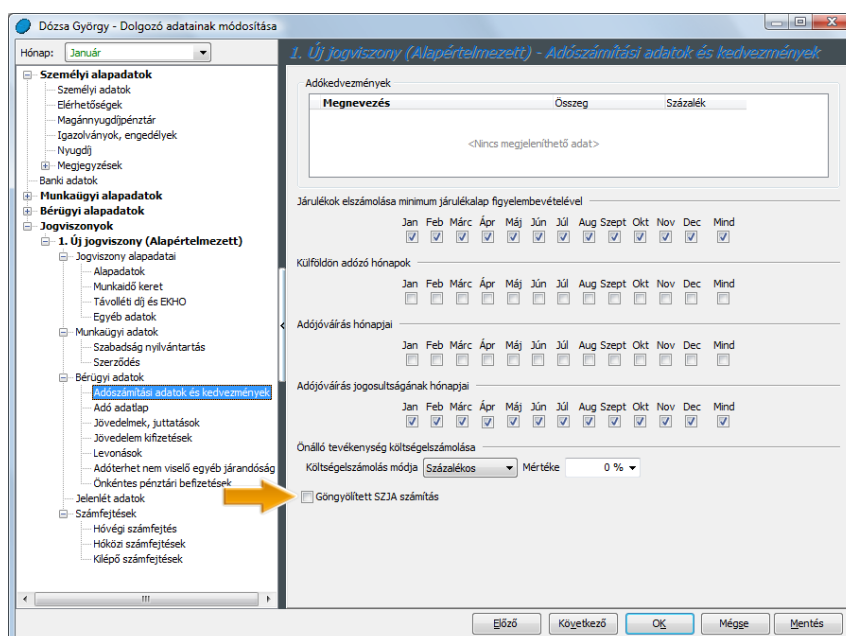 Dózsa György - Dolgozó adatainak módosítása
Hónap: Január
1. Új jogviszony (Alapértelmezett) - Adószámítási adatok és kedvezmények
Személyi alapadatok
Személyi adatok
Elérhetőségek
Magánnyugdíjpénztár
Igazolványok, engedélyek
Nyugdíj
Megjegyzések
Banki adatok
Munkaügyi alapadatok
Bérügyi alapadatok
Jogviszonyok
1. Új jogviszony (Alapértelmezett)
Jogviszony alapadatai
Alapadatok
Munkaidő keret
Távolléti díj és EKHO
Egyéb adatok
Munkaügyi adatok
Szabadság nyilvántartás
Szerződés
Bérügyi adatok
Adószámítási adatok és kedvezmények
Adó adatlap
Jövedelmek, juttatások
Jövedelem kifizetések
Levonások
Adóterhet nem viselő egyéb járandóság
Önkéntes pénztári befizetések
Jelenlét adatok
Számfejtések
Hóvégi számfejtés
Hóközi számfejtések
Kilépő számfejtések
Adókedvezmények
Megnevezés Összeg Százalék
<Nincs megjeleníthető adat>
Járulékok elszámolása minimum járulékalap figyelembevételével
Jan Feb Márc Ápr Máj Jún Júl Aug Szept Okt Nov Dec Mind
Külföldön adózó hónapok
Jan Feb Márc Ápr Máj Jún Júl Aug Szept Okt Nov Dec Mind
Adójóváírás hónapjai
Jan Feb Márc Ápr Máj Jún Júl Aug Szept Okt Nov Dec Mind
Adójóváírás jogosultságának hónapjai
Jan Feb Márc Ápr Máj Jún Júl Aug Szept Okt Nov Dec Mind
Önálló tevékenység költségelszámolása
Költségelszámolás módja Százalékos Mértéke 0 %
Göngyölített SZJA számítás
Előző Következő OK Mégse Mentés